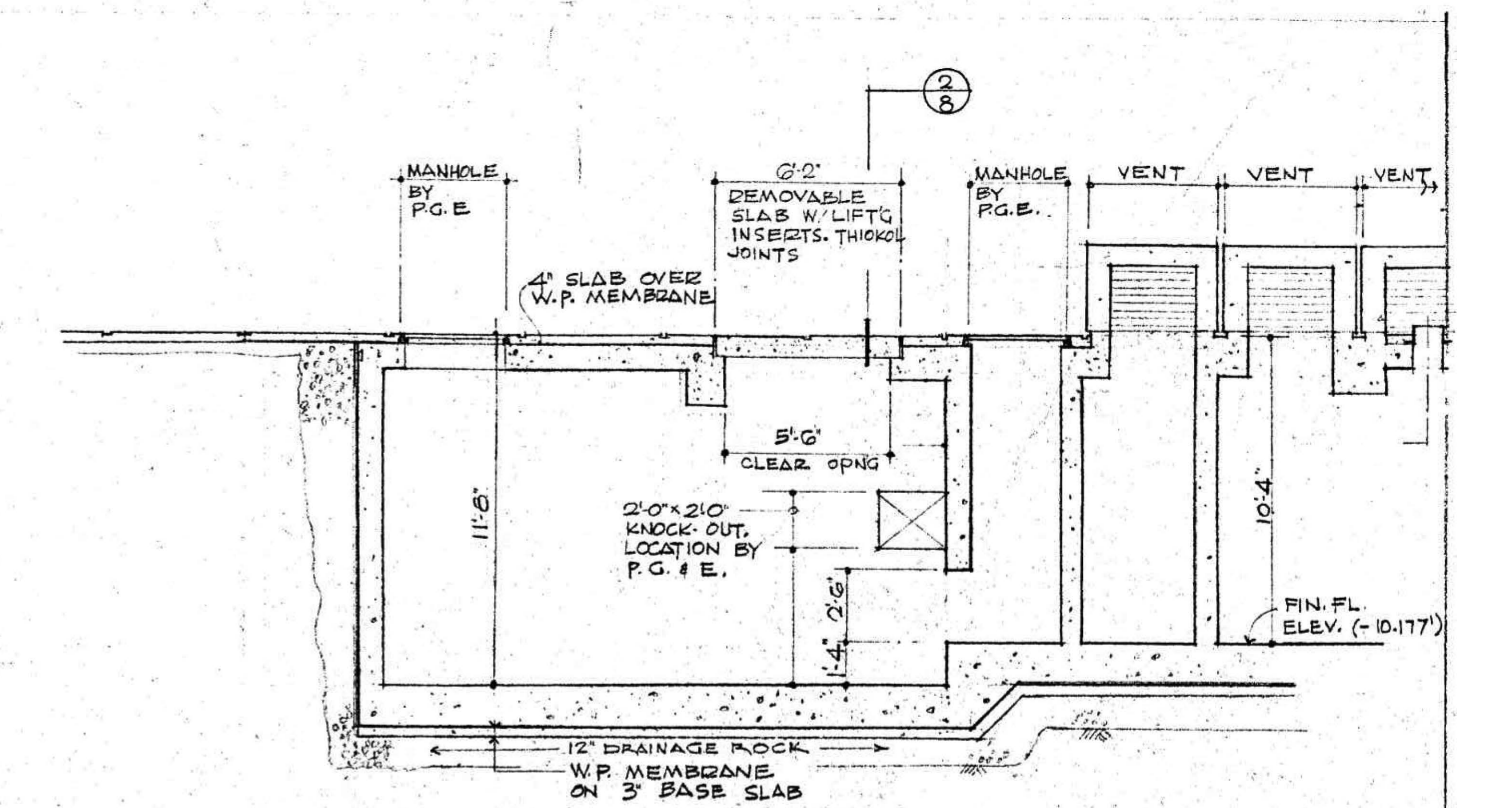 2
8
MANHOLE
BY
P.G.E
6'-2"
REMOVABLE
SLAB W/ LIFT'G
INSERTS. THIOKOL
JOINTS
MANHOLE
BY
P.G.E.
VENT
VENT
VENT
4" SLAB OVER
W.P. MEMBRANE
5'-6"
CLEAR OPNG
11'-8"
2'-0" x 2'-0"
KNOCK-OUT.
LOCATION BY
P.G. & E.
2'-6"
1'-4"
10'-4"
FIN. FL.
ELEV. (-10.177')
12" DRAINAGE ROCK
W.P. MEMBRANE
ON 3" BASE SLAB